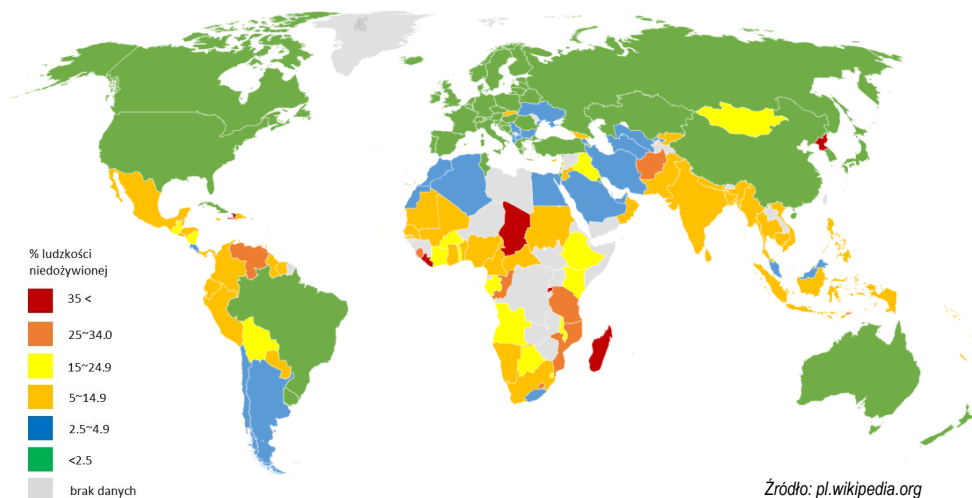 % ludzkości
niedożywionej
35 <
25~34.0
15~24.9
5~14.9
2.5~4.9
<2.5
brak danych
Źródło: pl.wikipedia.org